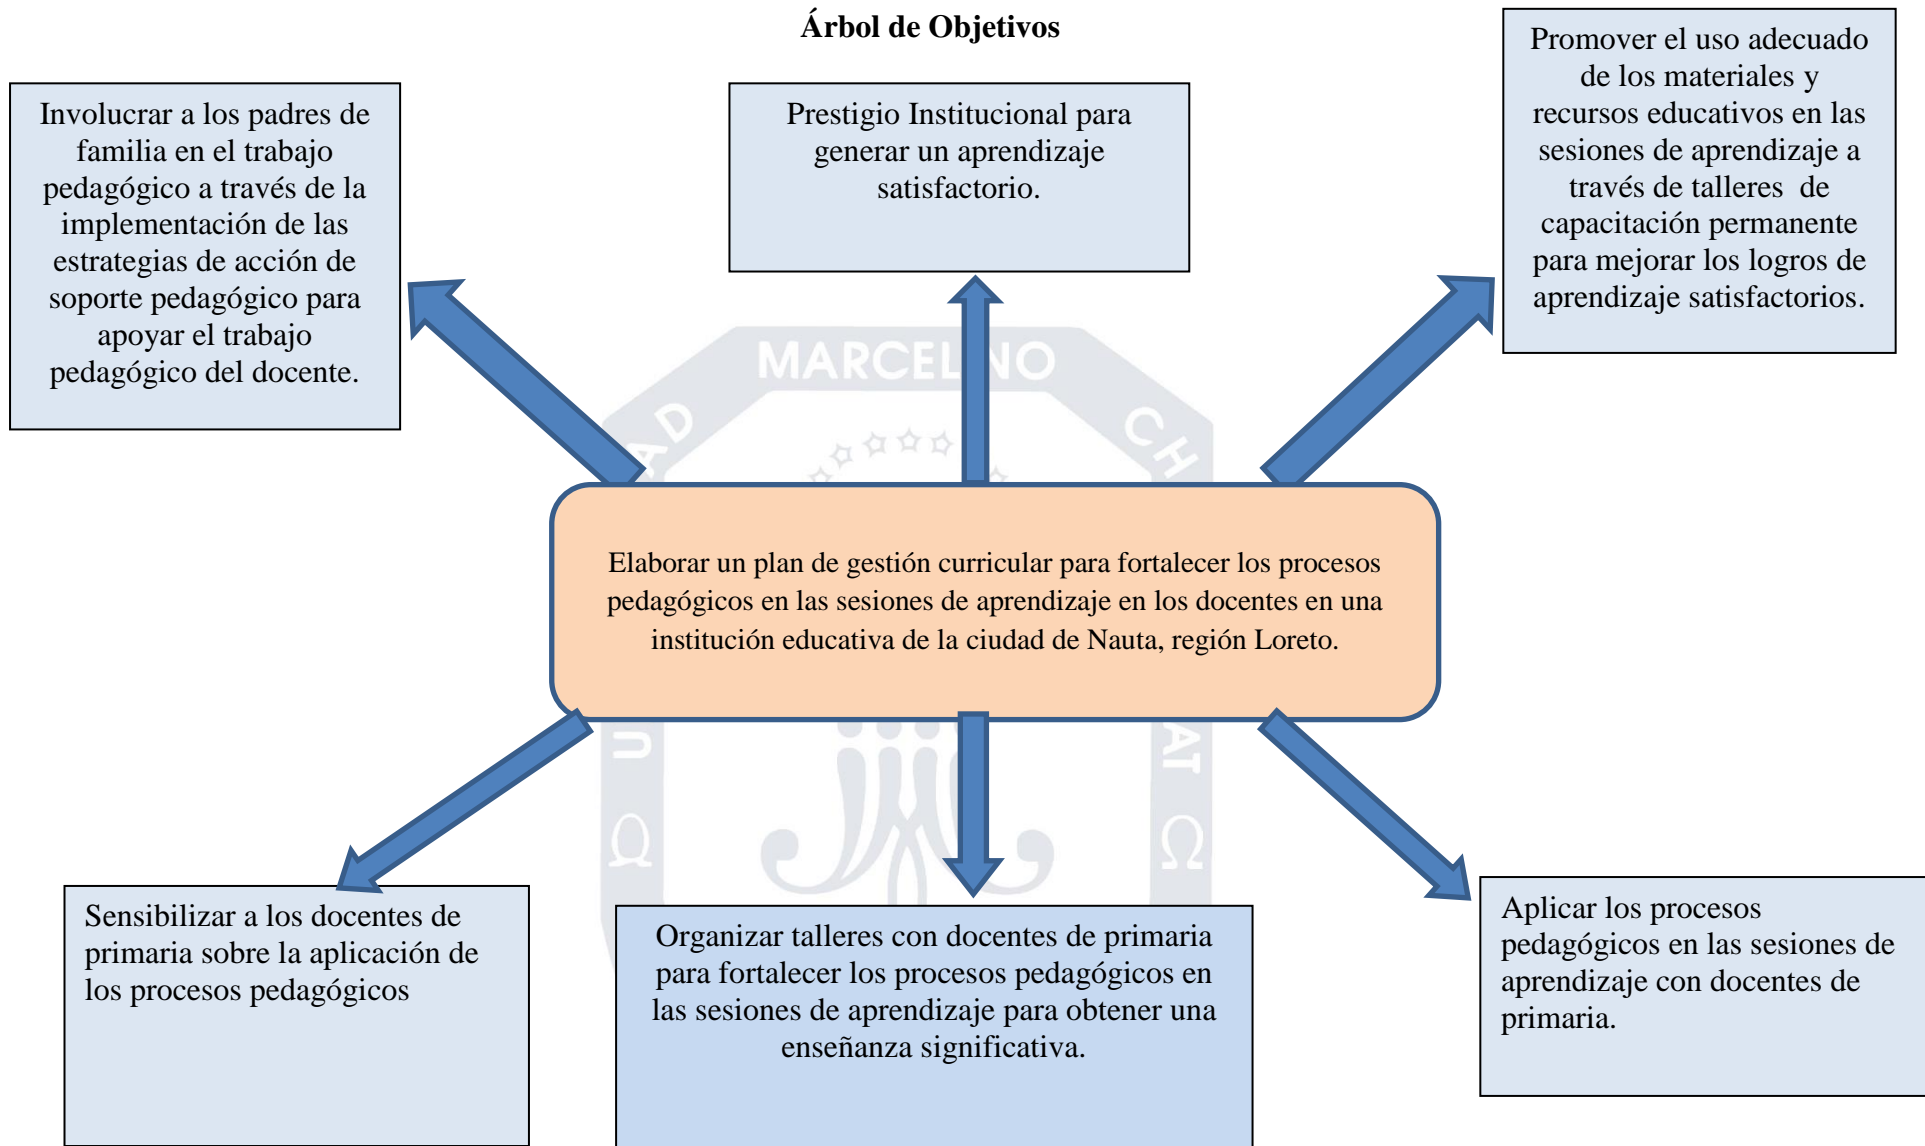 Árbol de Objetivos
Involucrar a los padres de
familia en el trabajo
pedagógico a través de la
implementación de las
estrategias de acción de
soporte pedagógico para
apoyar el trabajo
pedagógico del docente.
Prestigio Institucional para
generar un aprendizaje
satisfactorio.
Promover el uso adecuado
de los materiales y
recursos educativos en las
sesiones de aprendizaje a
través de talleres de
capacitación permanente
para mejorar los logros de
aprendizaje satisfactorios.
MARCELINO
Elaborar un plan de gestión curricular para fortalecer los procesos
pedagógicos en las sesiones de aprendizaje en los docentes en una
institución educativa de la ciudad de Nauta, región Loreto.
Sensibilizar a los docentes de
primaria sobre la aplicación de
los procesos pedagógicos
Organizar talleres con docentes de primaria
para fortalecer los procesos pedagógicos en
las sesiones de aprendizaje para obtener una
enseñanza significativa.
Aplicar los procesos
pedagógicos en las sesiones de
aprendizaje con docentes de
primaria.